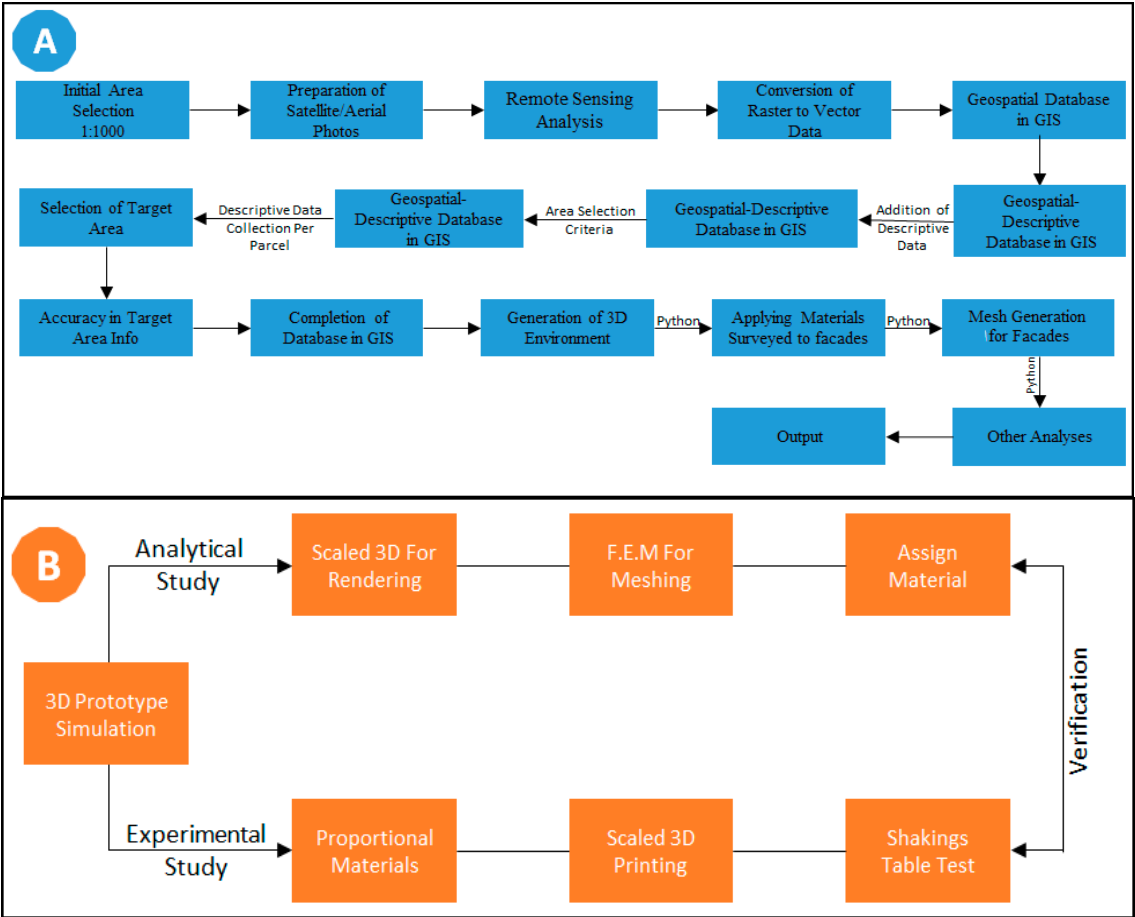 A
Initial Area
Selection
1:1000
Preparation of
Satellite/Aerial
Photos
Remote Sensing
Analysis
Conversion of
Raster to Vector
Data
Geospatial Database
in GIS
Geospatial-
Descriptive
Database in GIS
Addition of
Descriptive
Data
Geospatial-Descriptive
Database in GIS
Area Selection
Criteria
Geospatial-
Descriptive Database
in GIS
Descriptive Data
Collection Per
Parcel
Selection of Target
Area
Accuracy in Target
Area Info
Completion of
Database in GIS
Generation of 3D
Environment
Python
Applying Materials
Surveyed to facades
Python
Mesh Generation
\for Facades
Python
Other Analyses
Output
B
3D Prototype
Simulation
Analytical
Study
Scaled 3D For
Rendering
F.E.M For
Meshing
Assign
Material
Verification
Experimental
Study
Proportional
Materials
Scaled 3D
Printing
Shakings
Table Test